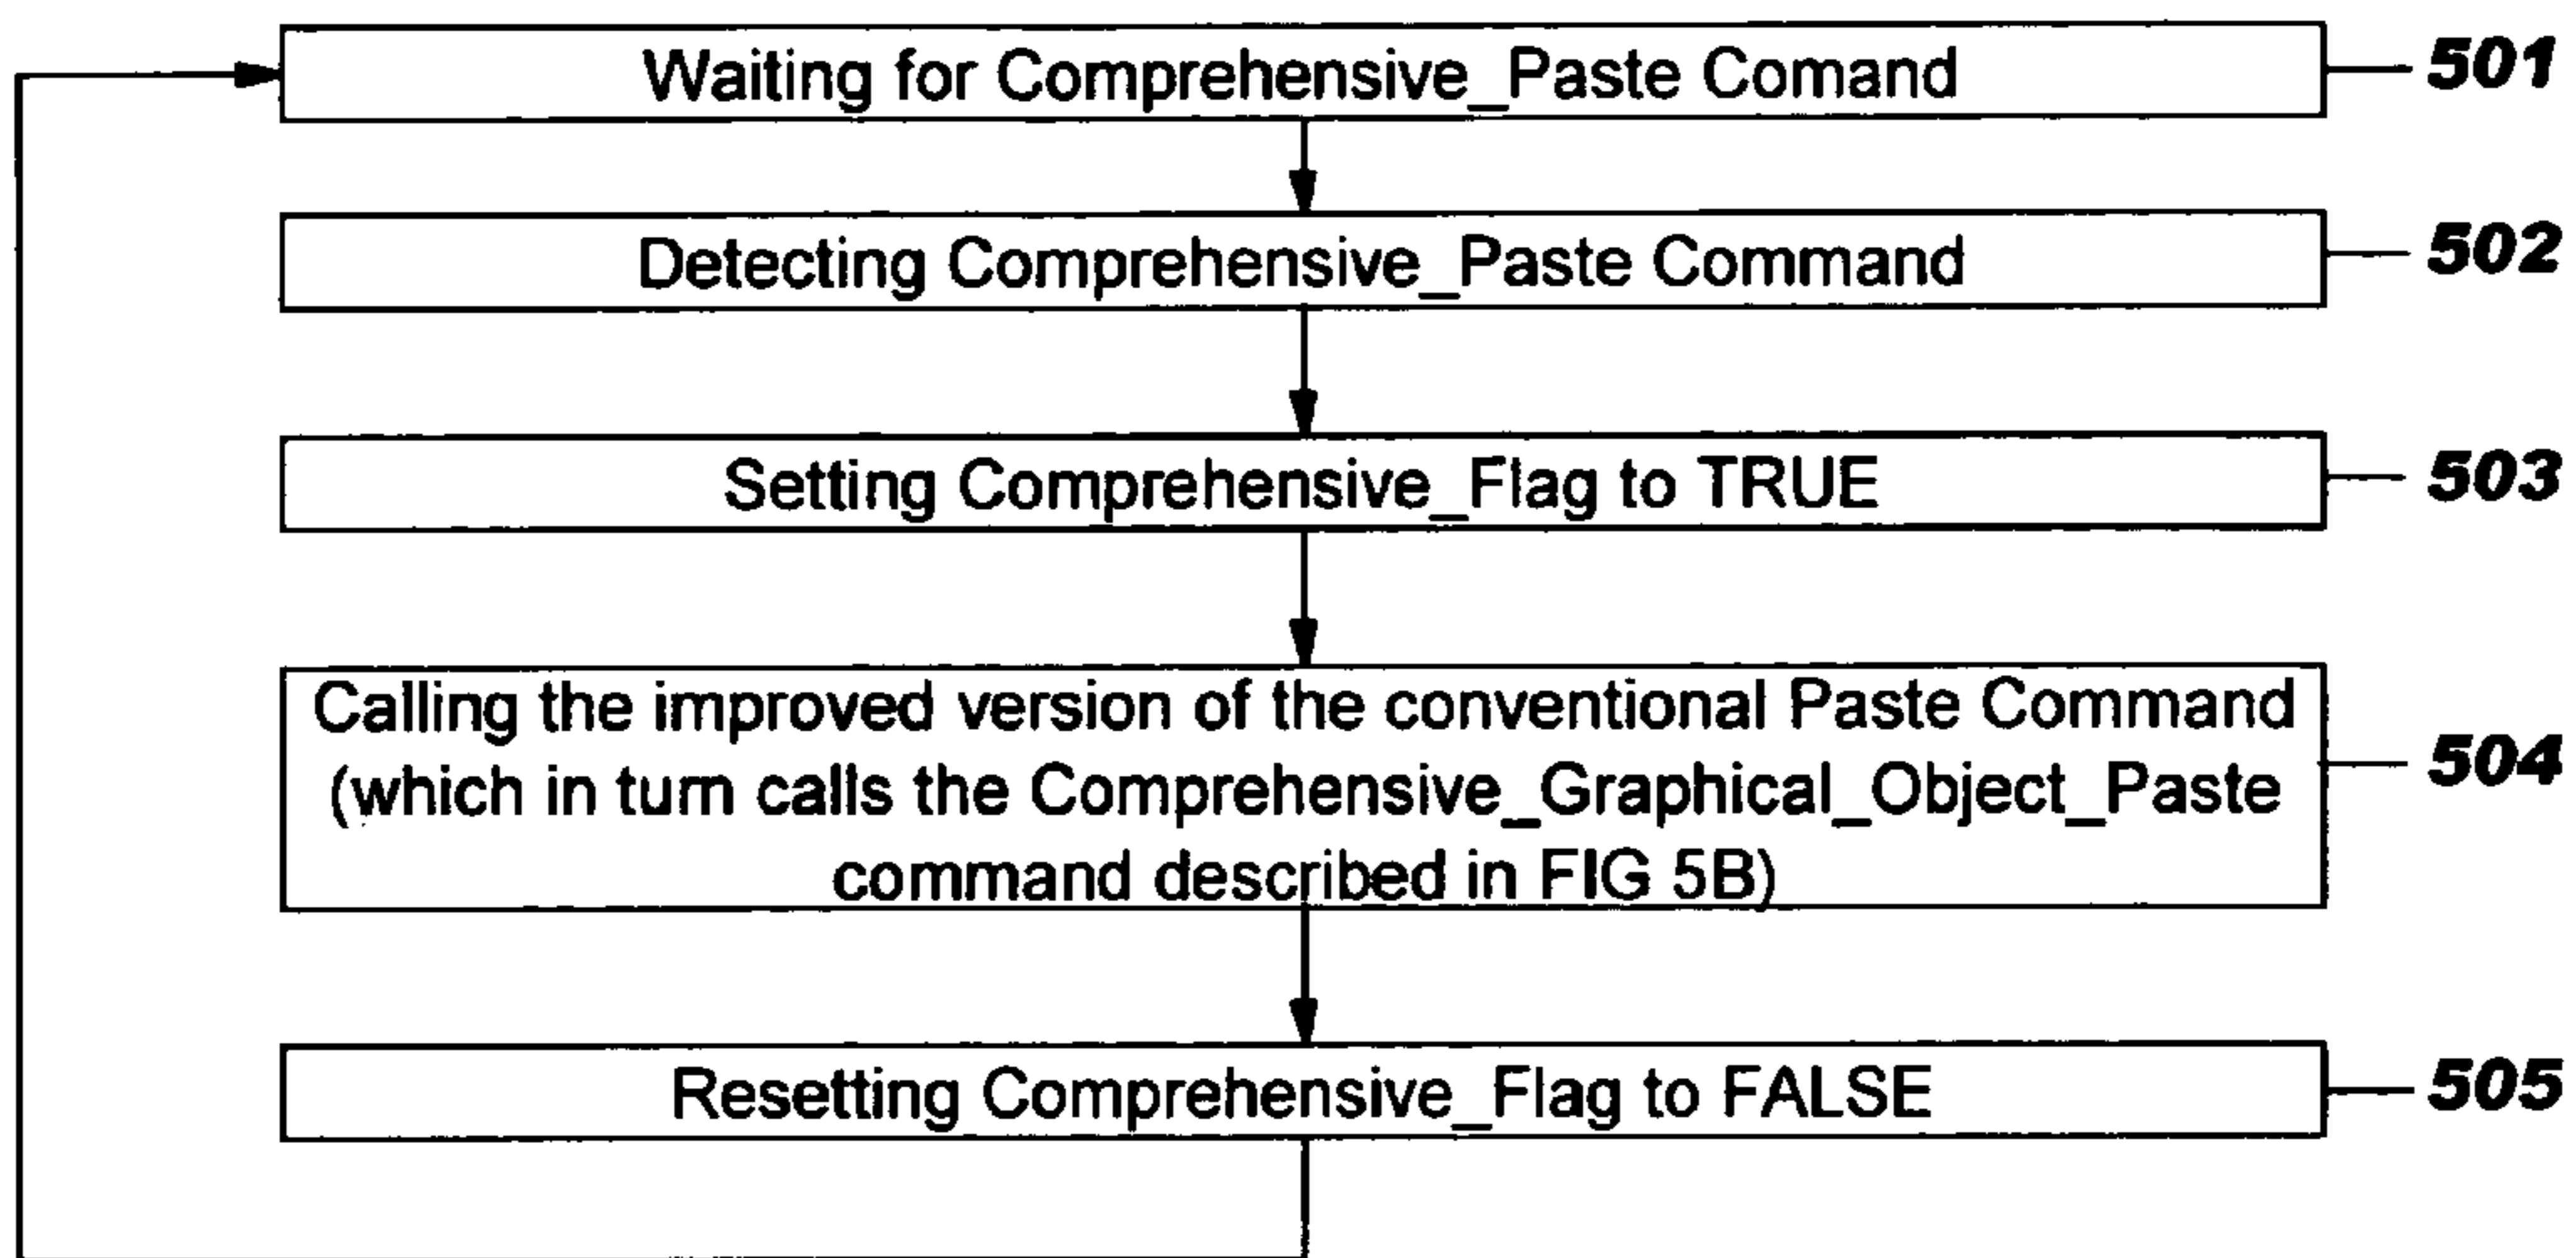 Waiting for Comprehensive_Paste Comand
501
Detecting Comprehensive_Paste Command
502
Setting Comprehensive_Flag to TRUE
503
Calling the improved version of the conventional Paste Command
(which in turn calls the Comprehensive_Graphical_Object_Paste
command described in FIG 5B)
504
Resetting Comprehensive_Flag to FALSE
505